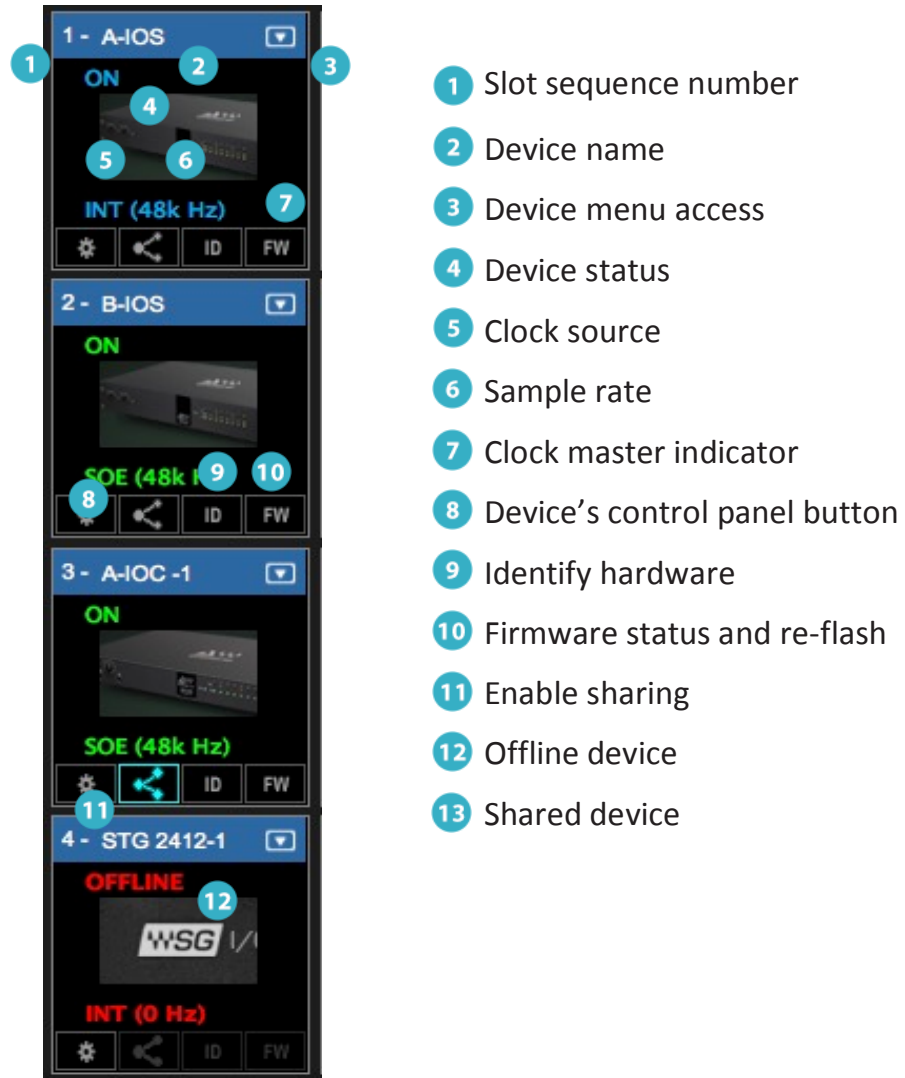 1 - A-IOS
1
2
3
ON
4
5
6
7
INT (48k Hz)
ID
FW
2 - B-IOS
ON
9
10
SOE (48k H
8
ID
FW
3 - A-IOC -1
ON
SOE (48k Hz)
ID
FW
11
4 - STG 2412-1
OFFLINE
12
WSG I/
INT (0 Hz)
ID
FW
1 Slot sequence number
2 Device name
3 Device menu access
4 Device status
5 Clock source
6 Sample rate
7 Clock master indicator
8 Device’s control panel button
9 Identify hardware
10 Firmware status and re-flash
11 Enable sharing
12 Offline device
13 Shared device